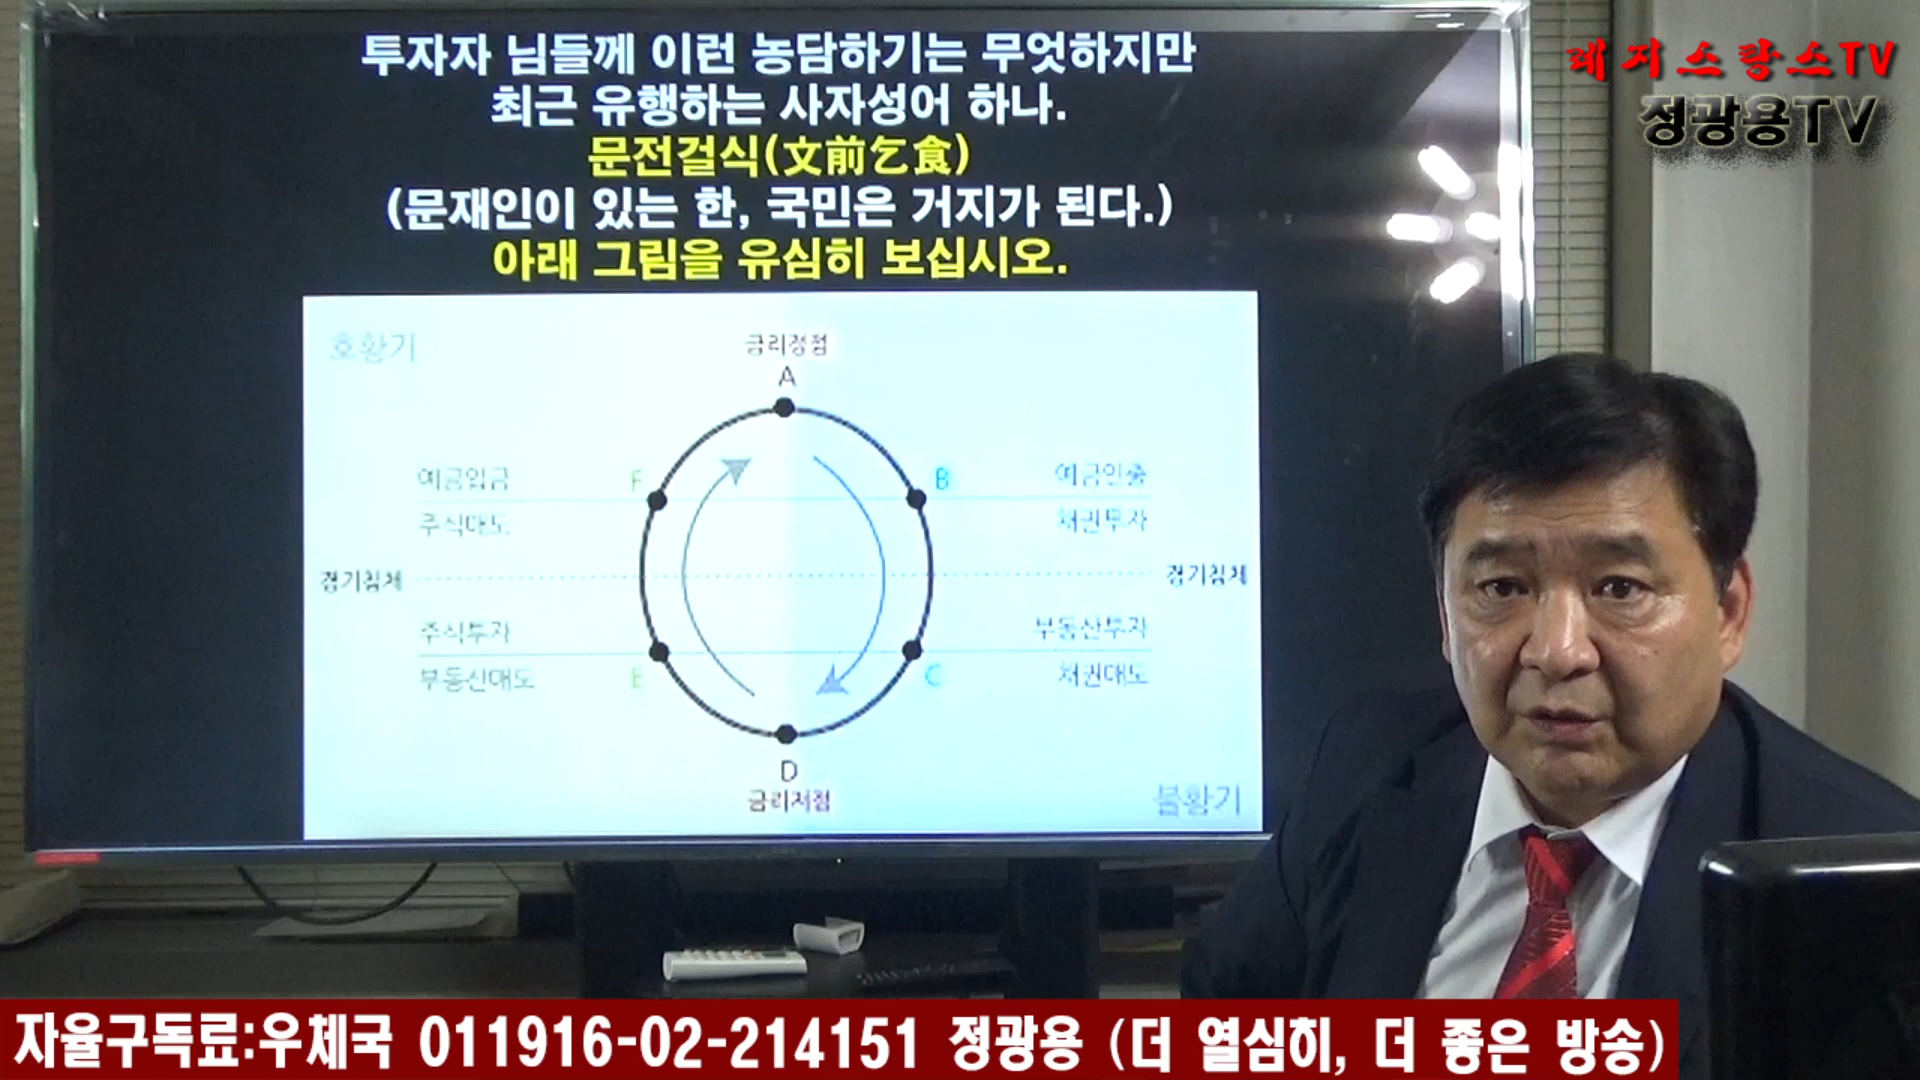 투자자 님들께 이런 농담하기는 무엇하지만
최근 유행하는 사자성어 하나.
문전걸식(文前乞食)
(문재인이 있는 한, 국민은 거지가 된다.)
아래 그림을 유심히 보십시오.
레지스탕스TV
정광용TV
호황기
금리정점
A
예금입금
F
B
예금인출
주식매도
채권투자
경기침체
경기침체
주식투자
부동산투자
부동산매도
E
C
채권매도
D
금리저점
불황기
자율구독료:우체국 011916-02-214151 정광용 (더 열심히, 더 좋은 방송)